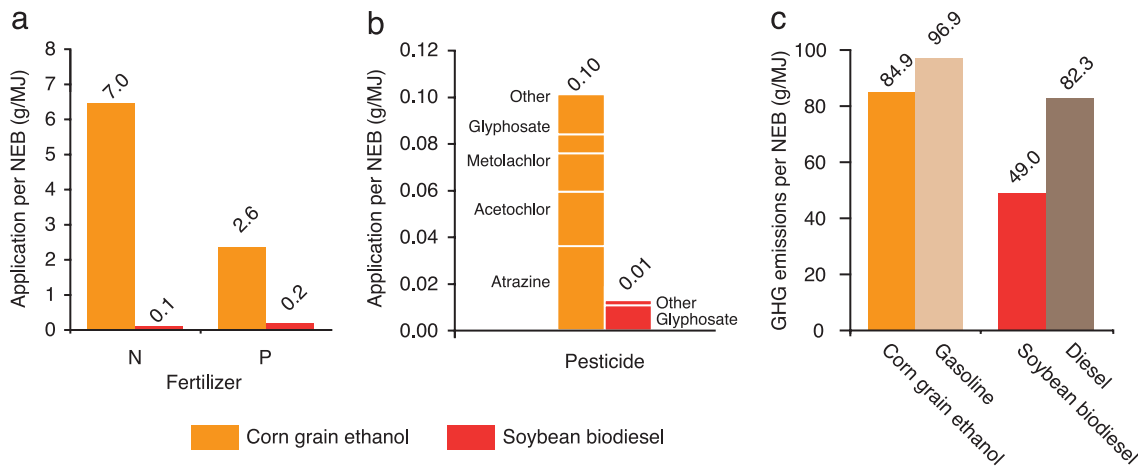 a
Application per NEB (g/MJ)
8
7
6
5
4
3
2
1
0
7.0
0.1
2.6
0.2
N
P
Fertilizer
b
Application per NEB (g/MJ)
0.12
0.10
0.08
0.06
0.04
0.02
0.00
0.10
Other
Glyphosate
Metolachlor
Acetochlor
Atrazine
0.01
Other
Glyphosate
Pesticide
c
GHG emissions per NEB (g/MJ)
100
80
60
40
20
0
84.9
96.9
49.0
82.3
Corn grain ethanol
Gasoline
Soybean biodiesel
Diesel
Corn grain ethanol
Soybean biodiesel